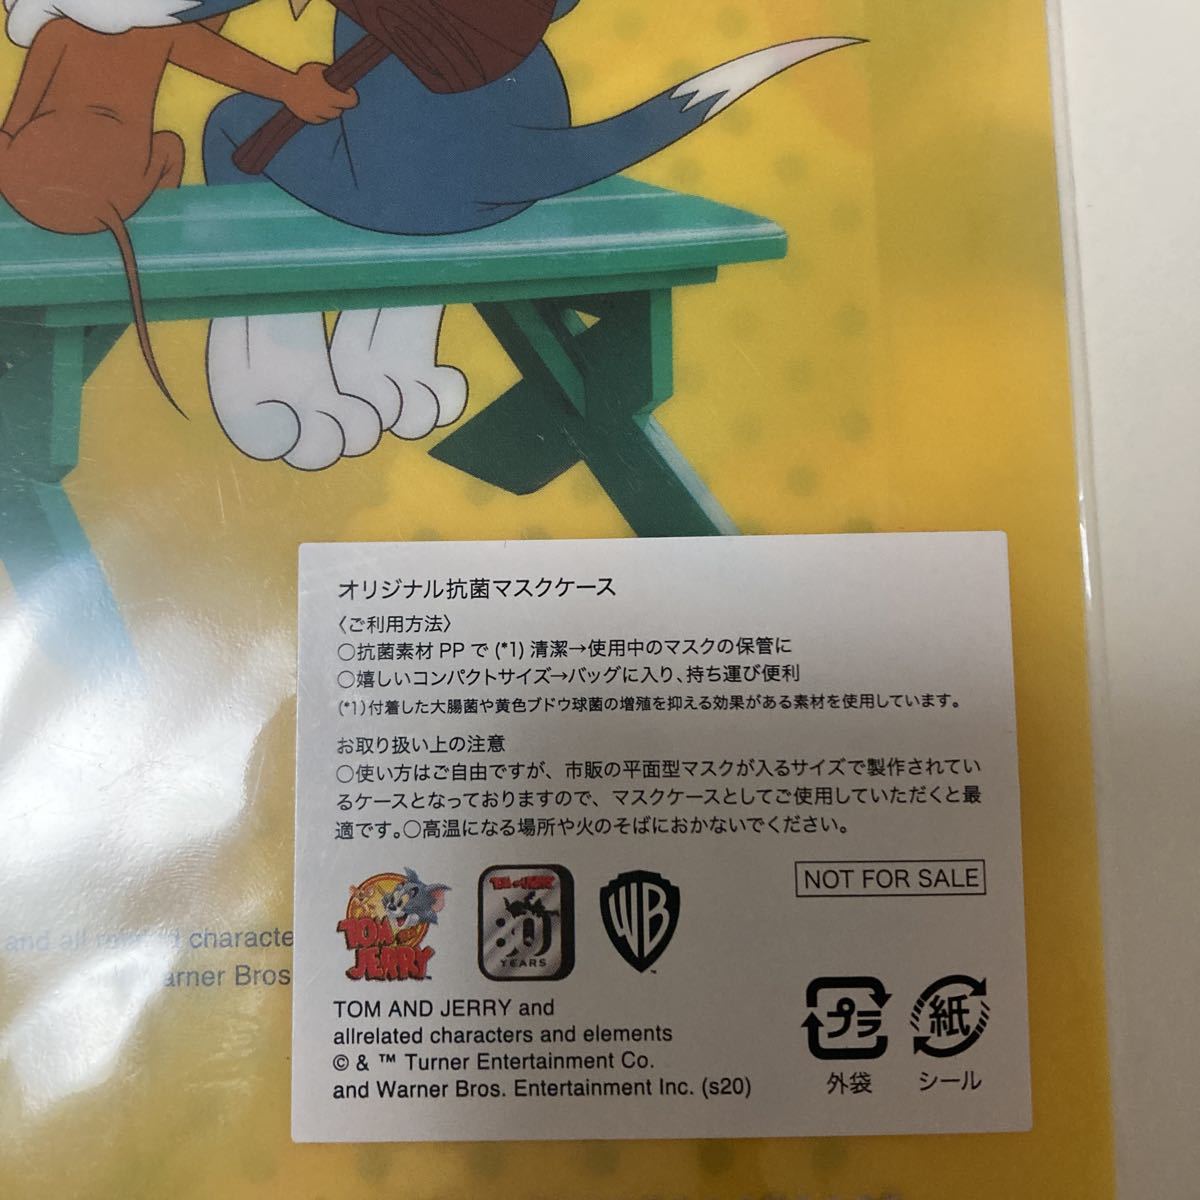 オリジナル抗菌マスクケース
〈ご利用方法〉
○抗菌素材 PP で (*1) 清潔→使用中のマスクの保管に
○嬉しいコンパクトサイズ→バッグに入り、持ち運び便利
(*1)付着した大腸菌や黄色ブドウ球菌の増殖を抑える効果がある素材を使用しています。
お取り扱い上の注意
○使い方はご自由ですが、市販の平面型マスクが入るサイズで製作されてい
るケースとなっておりますので、マスクケースとしてご使用していただくと最
適です。○高温になる場所や火のそばにおかないでください。
TOM AND JERRY
TOM AND JERRY
80
YEARS
WB
NOT FOR SALE
TOM AND JERRY and
allrelated characters and elements
© & ™ Turner Entertainment Co.
and Warner Bros. Entertainment Inc. (s20)
プラ
外袋
紙
シール
and all related characte
Warner Bros